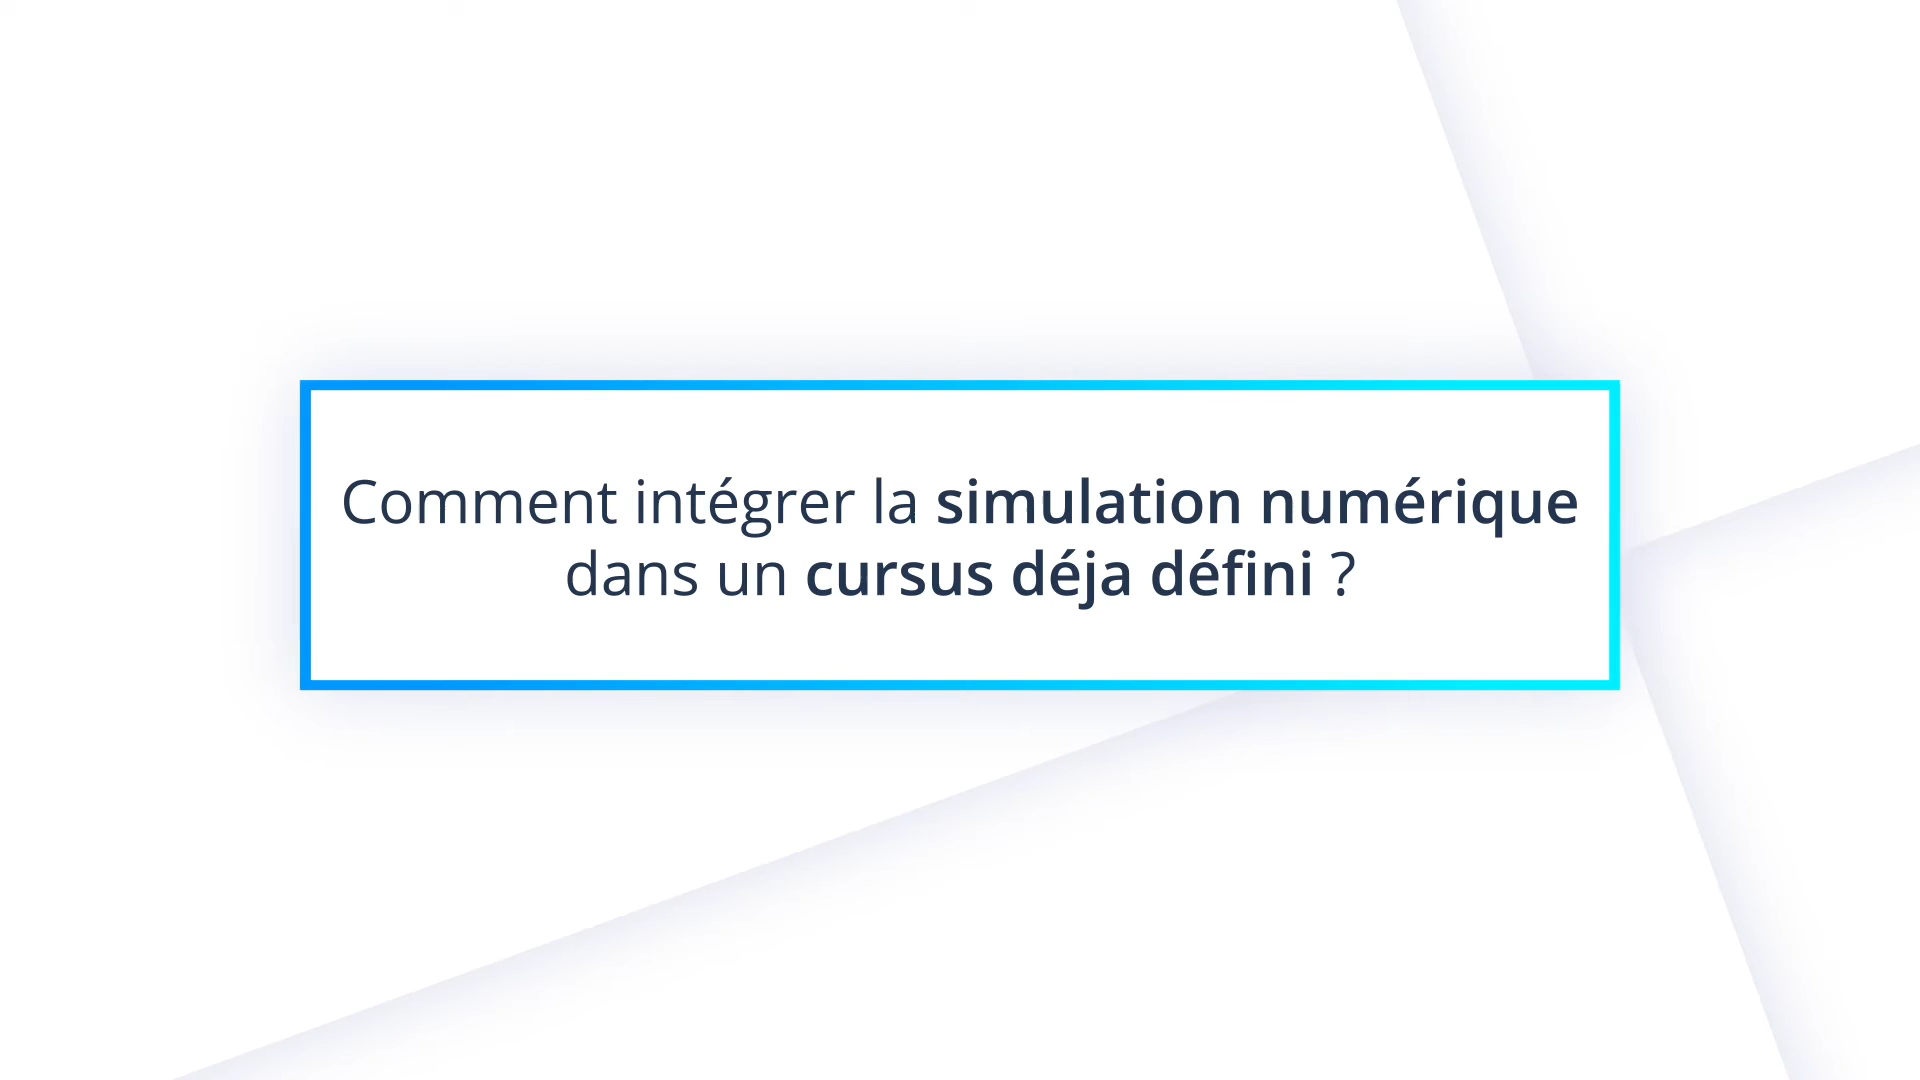 Comment intégrer la simulation numérique
dans un cursus déja défini ?